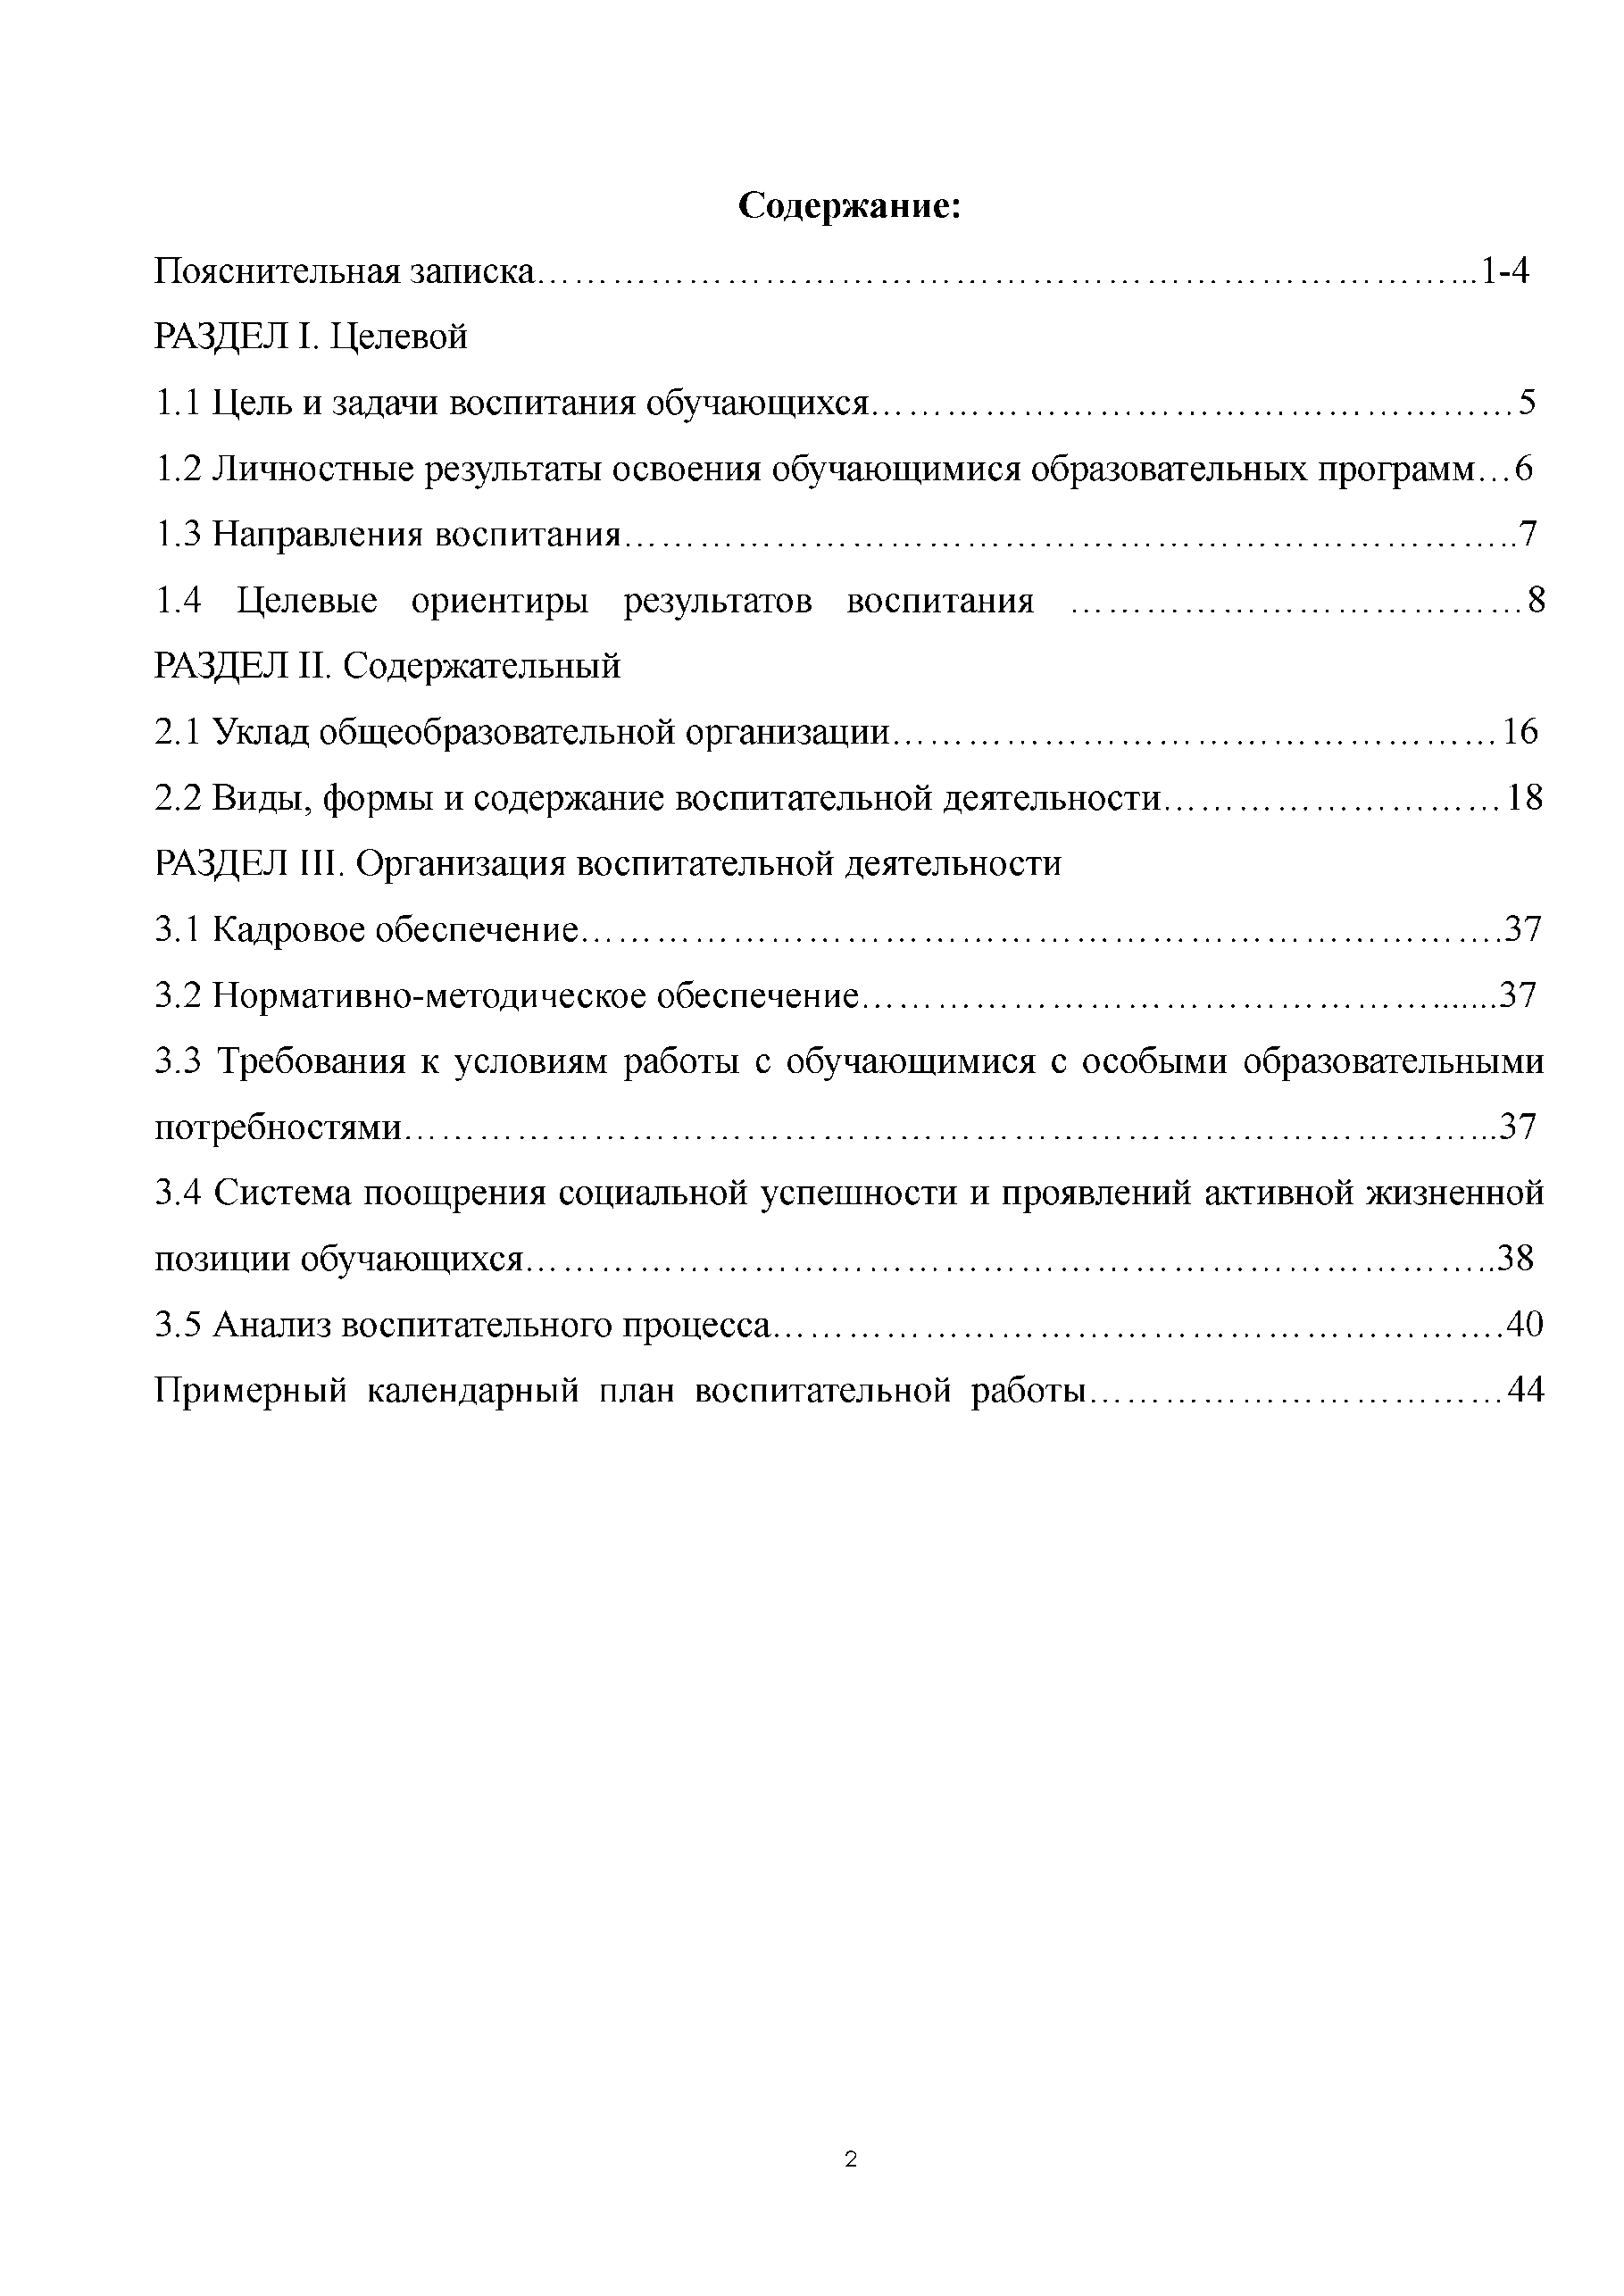 Содержание:
Пояснительная записка……………………………………………………………………..1-4
РАЗДЕЛ I. Целевой
1.1 Цель и задачи воспитания обучающихся………………………………………………5
1.2 Личностные результаты освоения обучающимися образовательных программ…6
1.3 Направления воспитания…………………………………………………………………..7
1.4 Целевые ориентиры результатов воспитания ………………………………8
РАЗДЕЛ II. Содержательный
2.1 Уклад общеобразовательной организации……………………………………………16
2.2 Виды, формы и содержание воспитательной деятельности………………………18
РАЗДЕЛ III. Организация воспитательной деятельности
3.1 Кадровое обеспечение……………………………………………………………………37
3.2 Нормативно-методическое обеспечение………………………………………….......37
3.3 Требования к условиям работы с обучающимися с особыми образовательными
потребностями………………………………………………………………………………...37
3.4 Система поощрения социальной успешности и проявлений активной жизненной
позиции обучающихся……………………………………………………………………..38
3.5 Анализ воспитательного процесса……………………………………………………40
Примерный календарный план воспитательной работы……………………………44
2